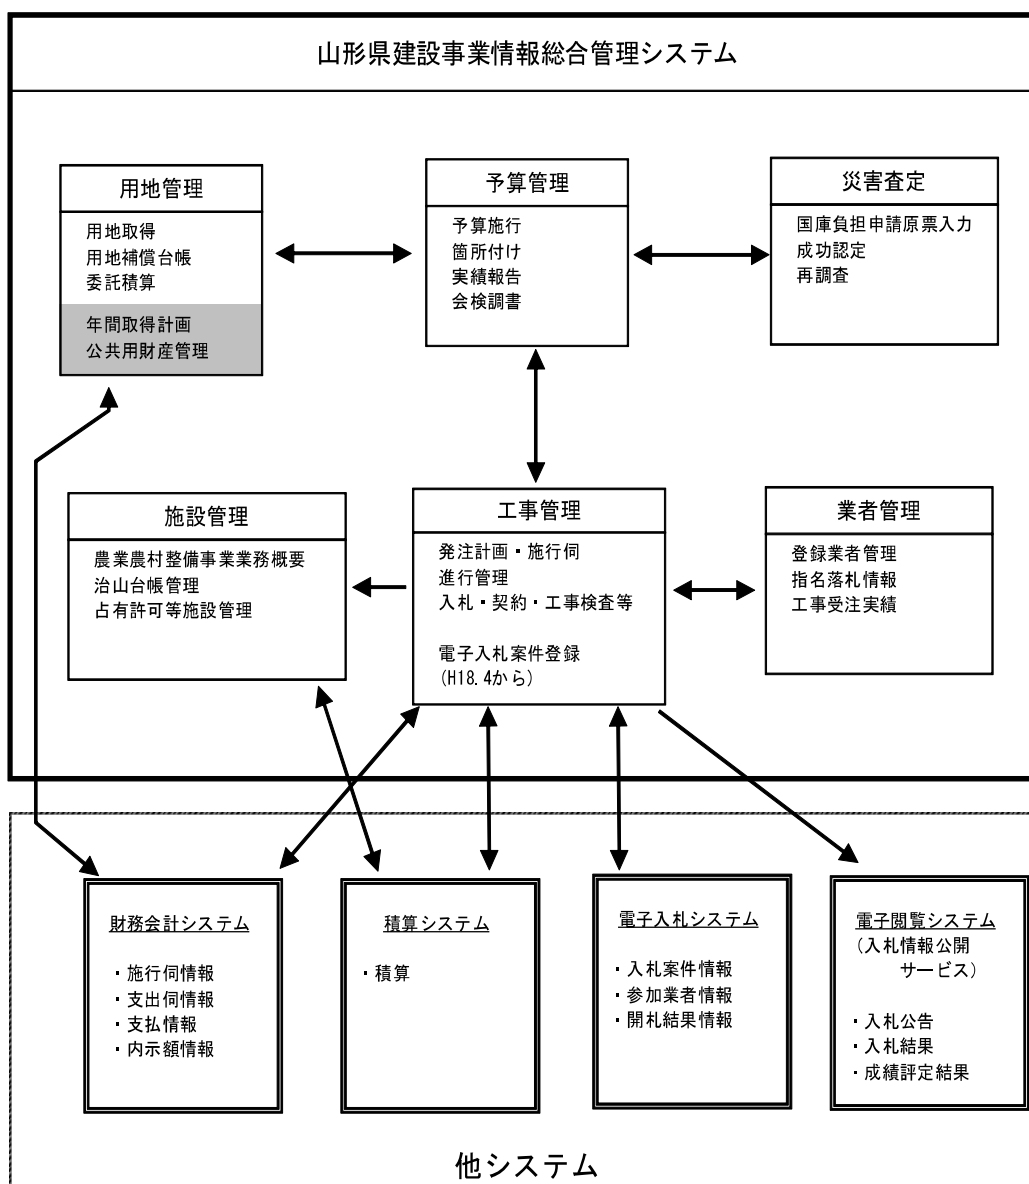 山形県建設事業情報総合管理システム
用地管理
用地取得
用地補償台帳
委託積算
年間取得計画
公共用財産管理
予算管理
予算施行
箇所付け
実績報告
会検調書
災害査定
国庫負担申請原票入力
成功認定
再調査
施設管理
農業農村整備事業業務概要
治山台帳管理
占有許可等施設管理
工事管理
発注計画・施行伺
進行管理
入札・契約・工事検査等
電子入札案件登録
(H18.4から)
業者管理
登録業者管理
指名落札情報
工事受注実績
財務会計システム
・施行伺情報
・支出伺情報
・支払情報
・内示額情報
積算システム
・積算
電子入札システム
・入札案件情報
・参加業者情報
・開札結果情報
電子閲覧システム
(入札情報公開
サービス)
・入札公告
・入札結果
・成績評定結果
他システム